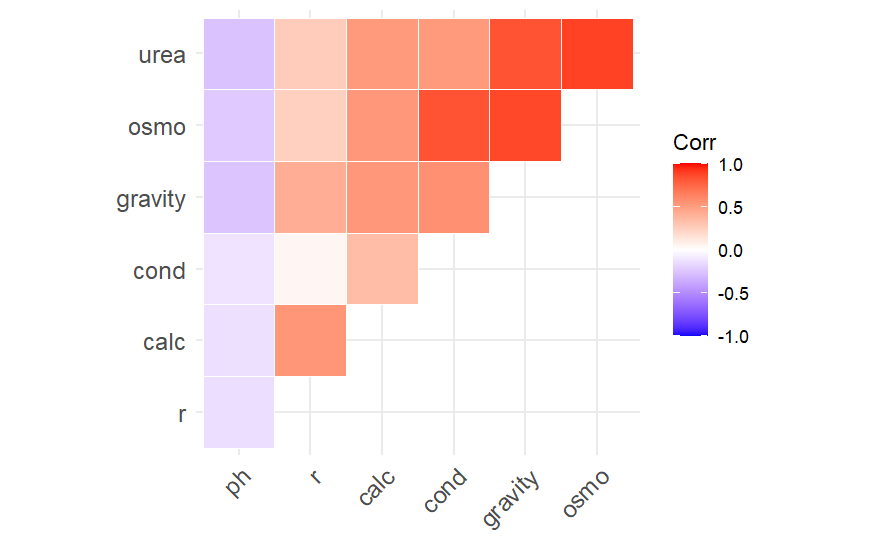 urea
osmo
gravity
cond
calc
r
ph
r
calc
cond
gravity
osmo
Corr
1.0
0.5
0.0
-0.5
-1.0